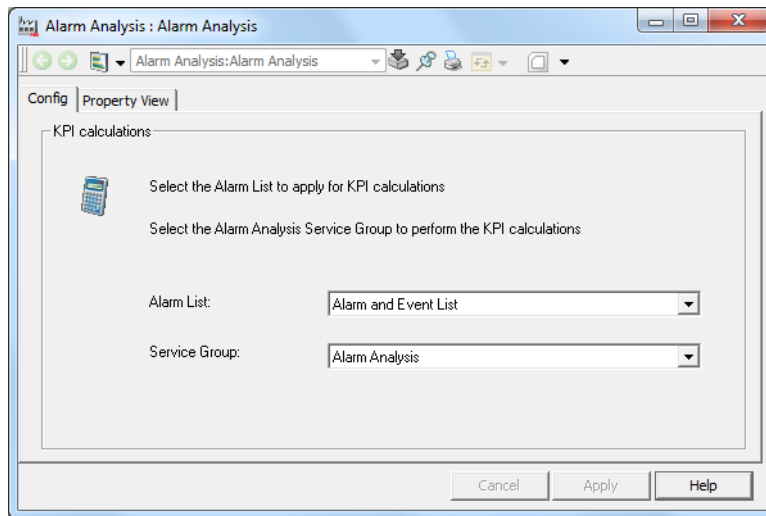 Alarm Analysis : Alarm Analysis
Alarm Analysis:Alarm Analysis
Config Property View
KPI calculations
Select the Alarm List to apply for KPI calculations
Select the Alarm Analysis Service Group to perform the KPI calculations
Alarm List: Alarm and Event List
Service Group: Alarm Analysis
Cancel Apply Help